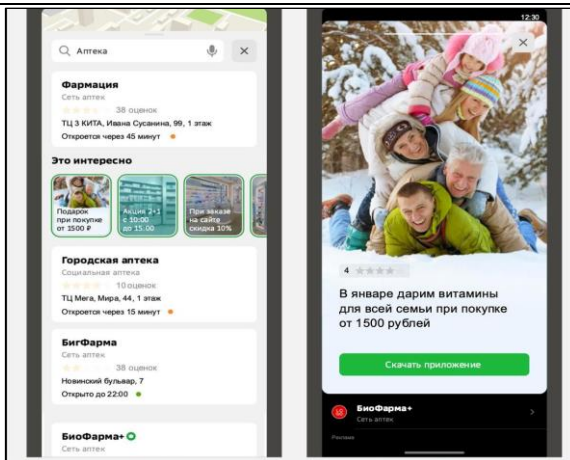 Аптека
Фармация
Сеть аптек
38 оценок
ТЦ 3 КИТА, Ивана Сусанина, 99, 1 этаж
Откроется через 45 минут
Это интересно
Подарок
при покупке
от 1500 ₽
Акция 2+1
с 10:00
до 15:00
При заказе
на сайте
скидка 10%
Городская аптека
Социальная аптека
10 оценок
ТЦ Мега, Мира, 44, 1 этаж
Откроется через 15 минут
БигФарма
Сеть аптек
38 оценок
Новинский бульвар, 7
Открыто до 22:00
БиоФарма+
Сеть аптек
12:30
4
В январе дарим витамины
для всей семьи при покупке
от 1500 рублей
Скачать приложение
БиоФарма+
Сеть аптек
Реклама